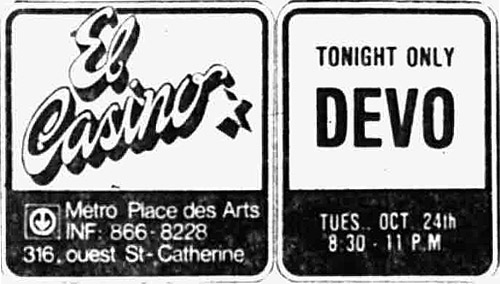 El
Casino
Metro Place des Arts
INF: 866-8228
316, ouest St-Catherine
TONIGHT ONLY
DEVO
TUES.. OCT. 24th
8:30 - 11 P.M.